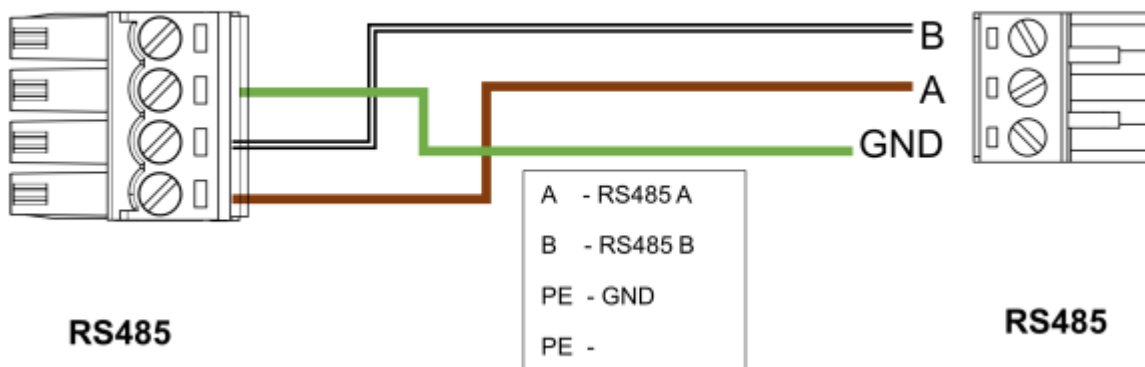 B
A
GND
A - RS485 A
B - RS485 B
PE - GND
PE -
RS485
RS485